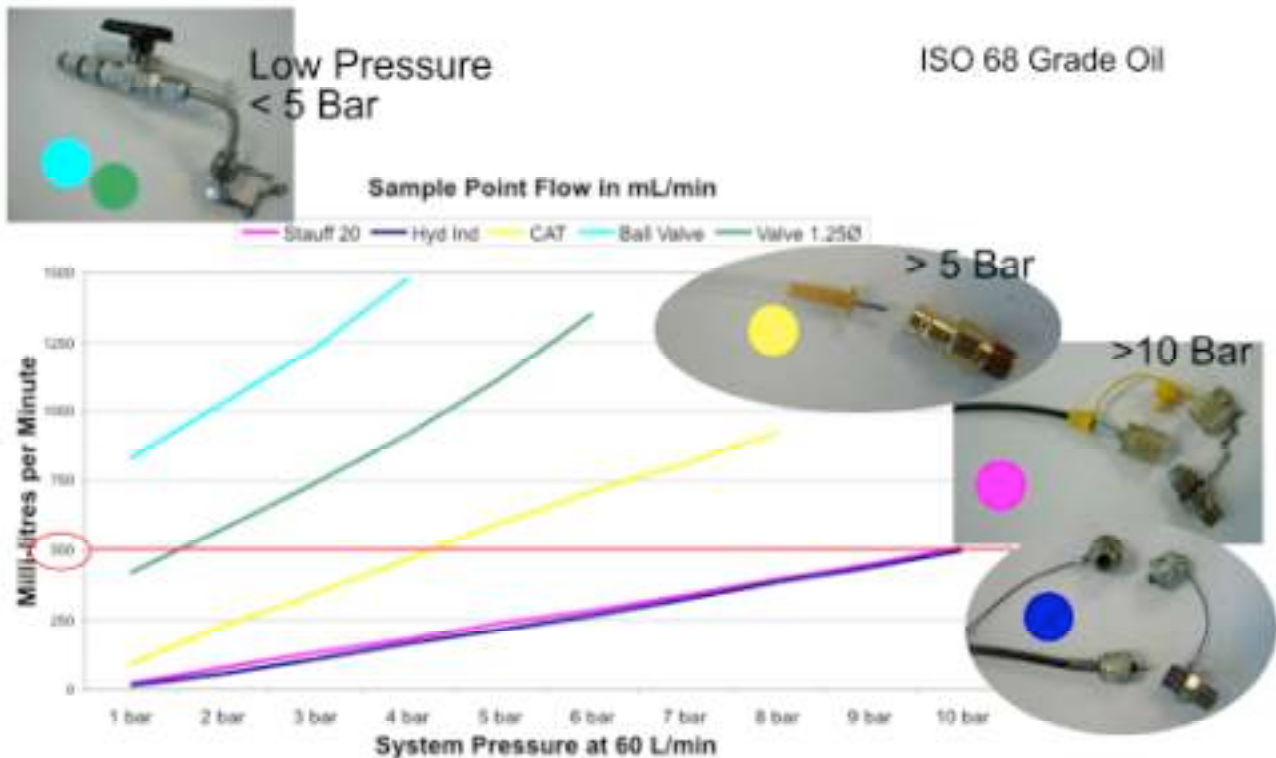 Low Pressure
< 5 Bar
ISO 68 Grade Oil
Sample Point Flow in mL/min
Stauff 20 Hyd Ind CAT Ball Valve Valve 1.25Ø
> 5 Bar
>10 Bar
Milli-litres per Minute
1500
1250
1000
750
500
250
0
1 bar 2 bar 3 bar 4 bar 5 bar 6 bar 7 bar 8 bar 9 bar 10 bar
System Pressure at 60 L/min